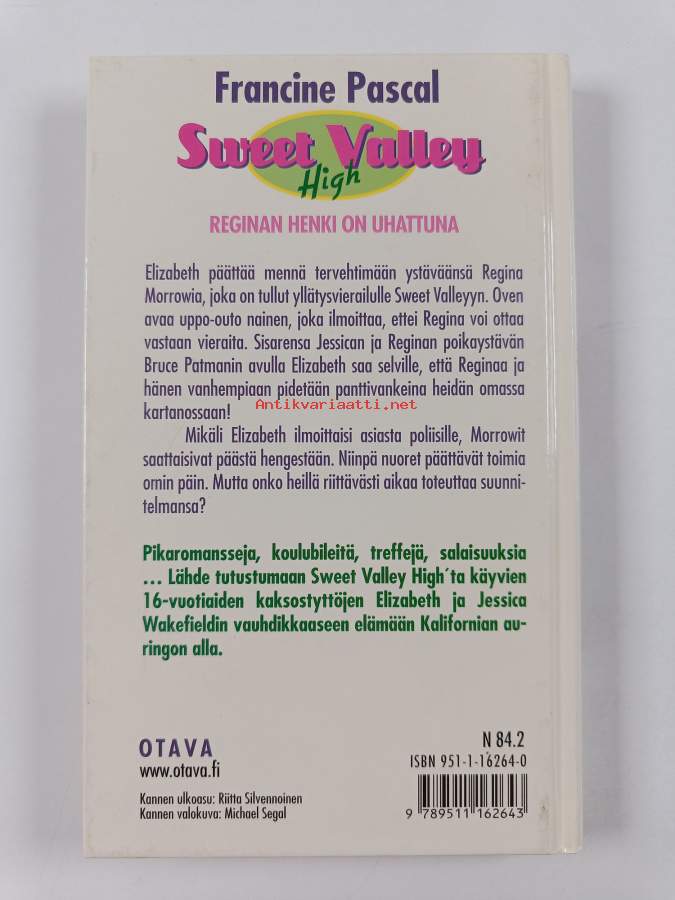 Francine Pascal
Sweet Valley
High
REGINAN HENKI ON UHATTUNA
Elizabeth päättää mennä tervehtimään ystäväänsä Regina
Morrowia, joka on tullut yllätysvierailulle Sweet Valleyyn. Oven
avaa uppo-outo nainen, joka ilmoittaa, ettei Regina voi ottaa
vastaan vieraita. Sisarensa Jessican ja Reginan poikaystävän
Bruce Patmanin avulla Elizabeth saa selville, että Reginaa ja
hänen vanhempiaan pidetään panttivankeina heidän omassa
kartanossaan!
Antikvariaatti.net
Mikäli Elizabeth ilmoittaisi asiasta poliisille, Morrowit
saattaisivat päästä hengestään. Niinpä nuoret päättävät toimia
omin päin. Mutta onko heillä riittävästi aikaa toteuttaa suunni-
telmansa?
Pikaromansseja, koulubileitä, treffejä, salaisuuksia
... Lähde tutustumaan Sweet Valley High´ta käyvien
16-vuotiaiden kaksostyttöjen Elizabeth ja Jessica
Wakefieldin vauhdikkaaseen elämään Kalifornian au-
ringon alla.
OTAVA
www.otava.fi
Kannen ulkoasu: Riitta Silvennoinen
Kannen valokuva: Michael Segal
N 84.2
ISBN 951-1-16264-0
9 789511 162643